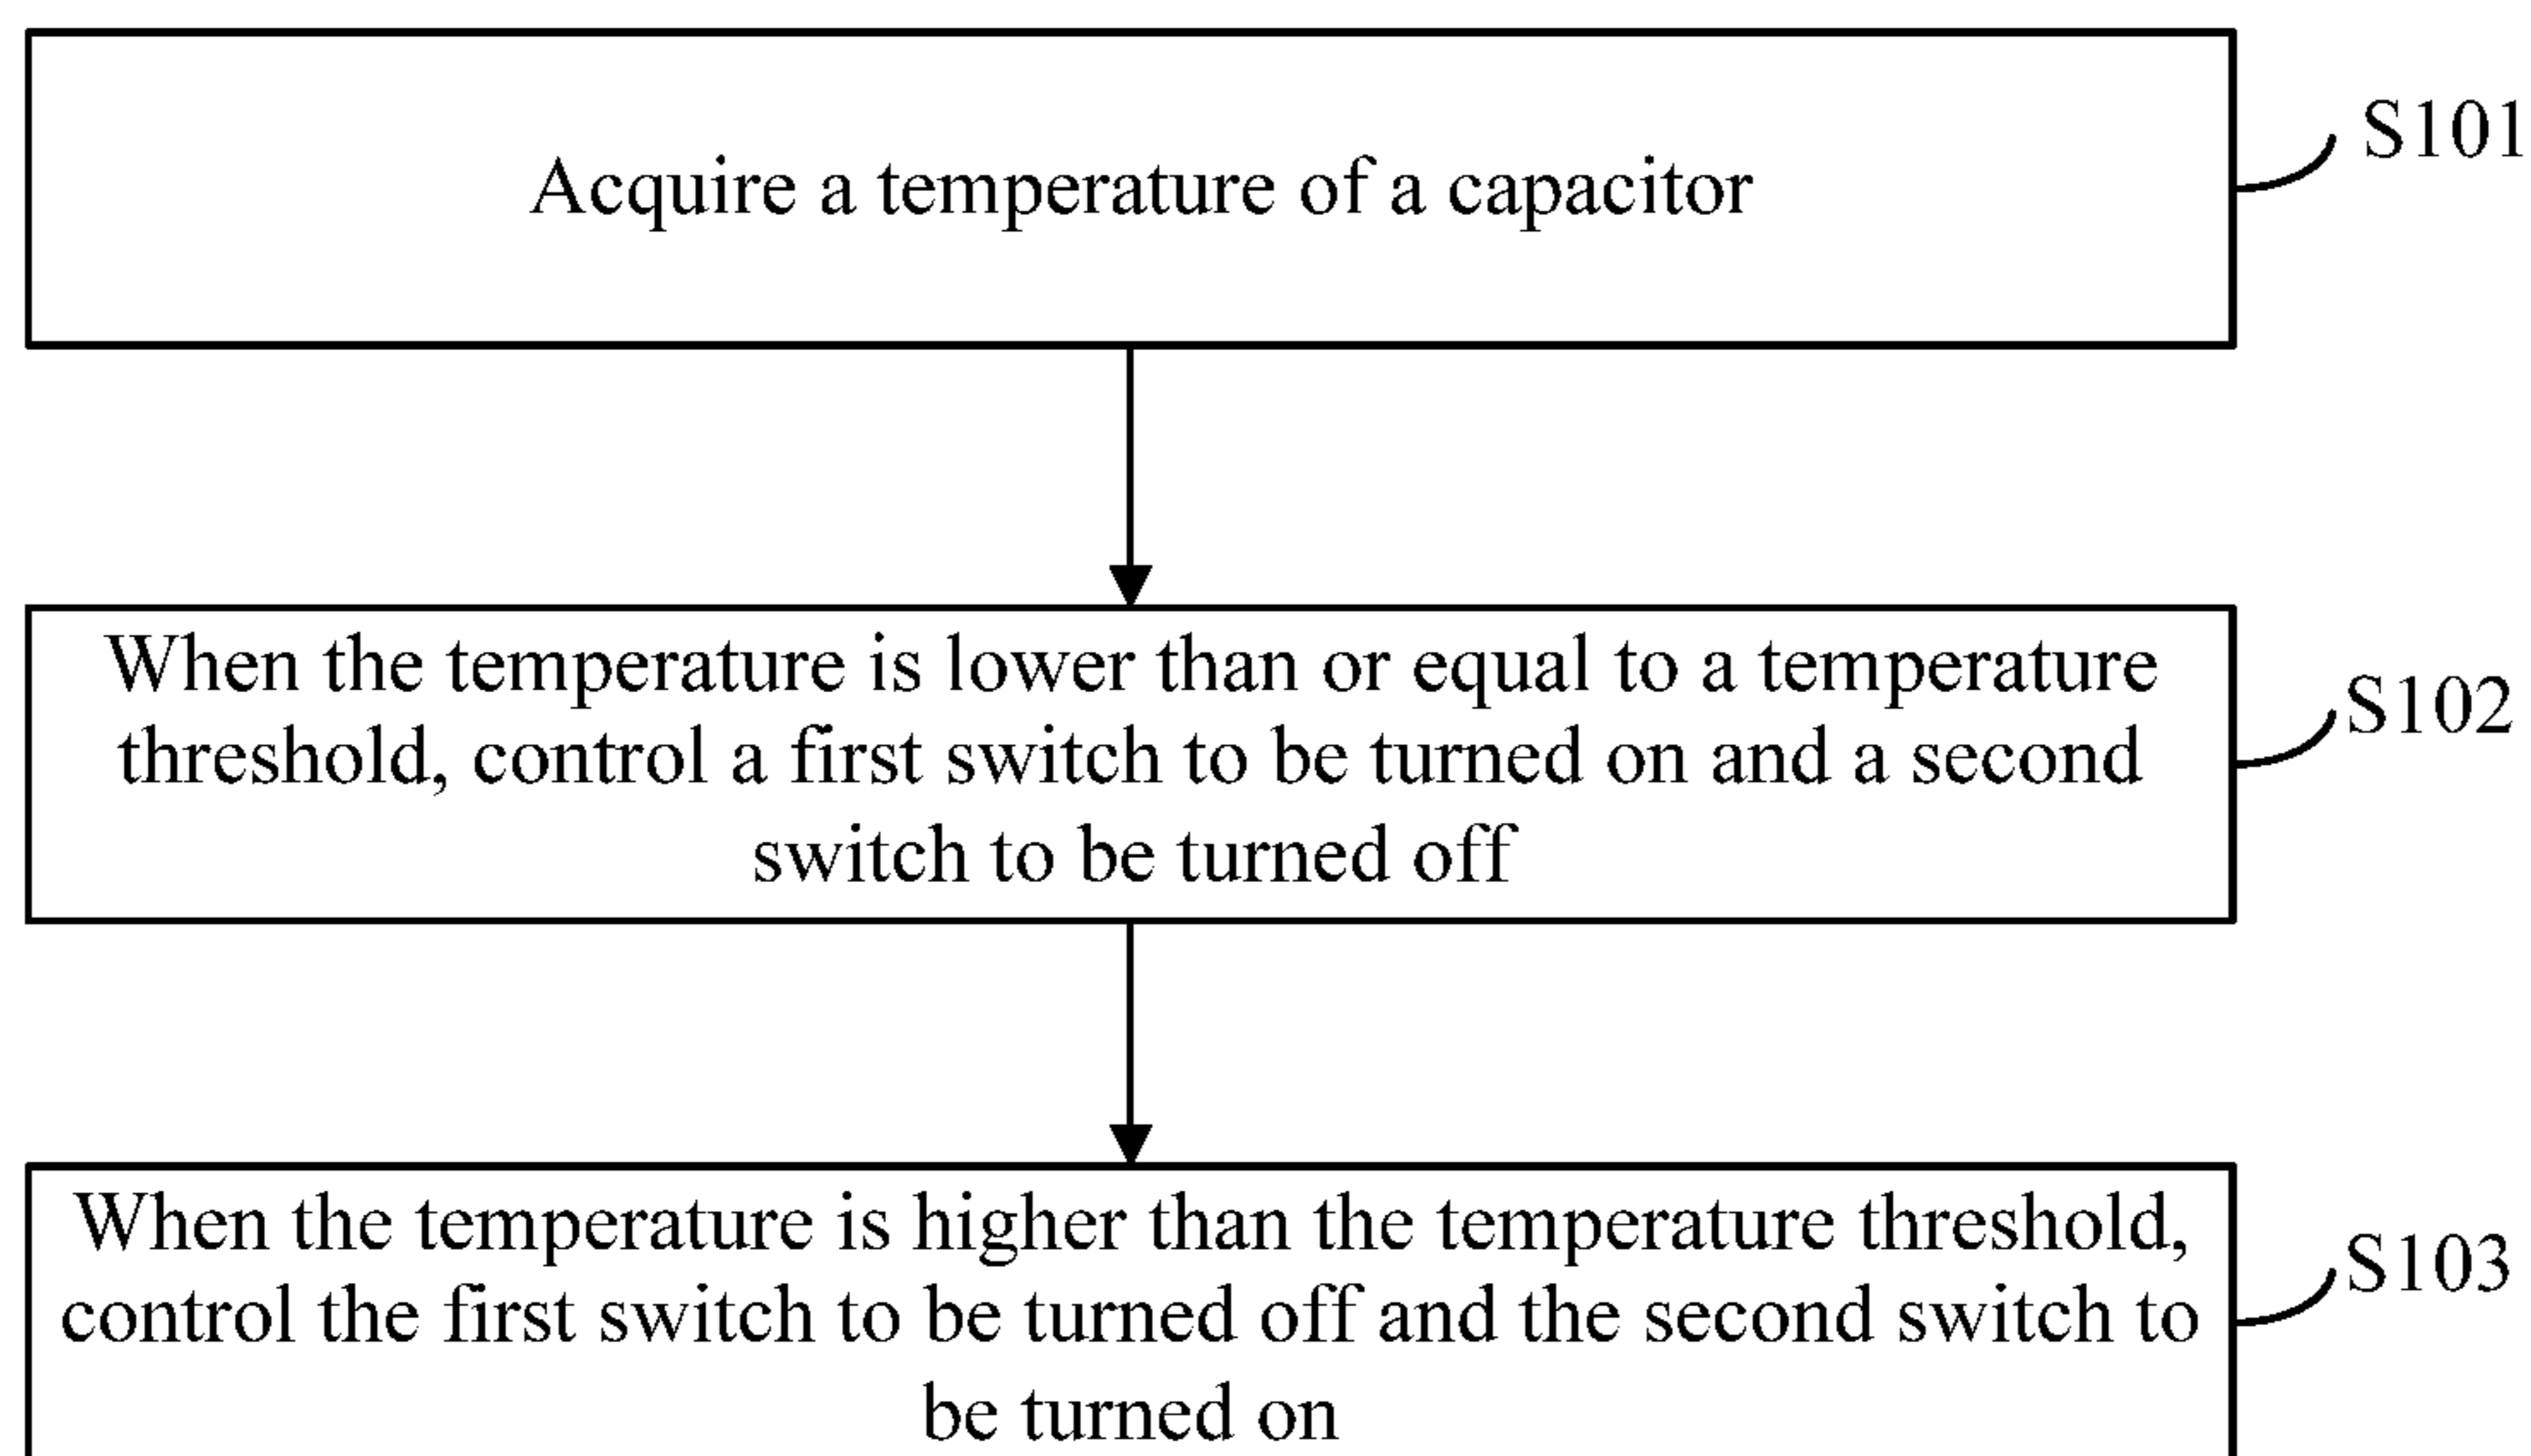 Acquire a temperature of a capacitor
S101
When the temperature is lower than or equal to a temperature
threshold, control a first switch to be turned on and a second
switch to be turned off
S102
When the temperature is higher than the temperature threshold,
control the first switch to be turned off and the second switch to
be turned on
S103